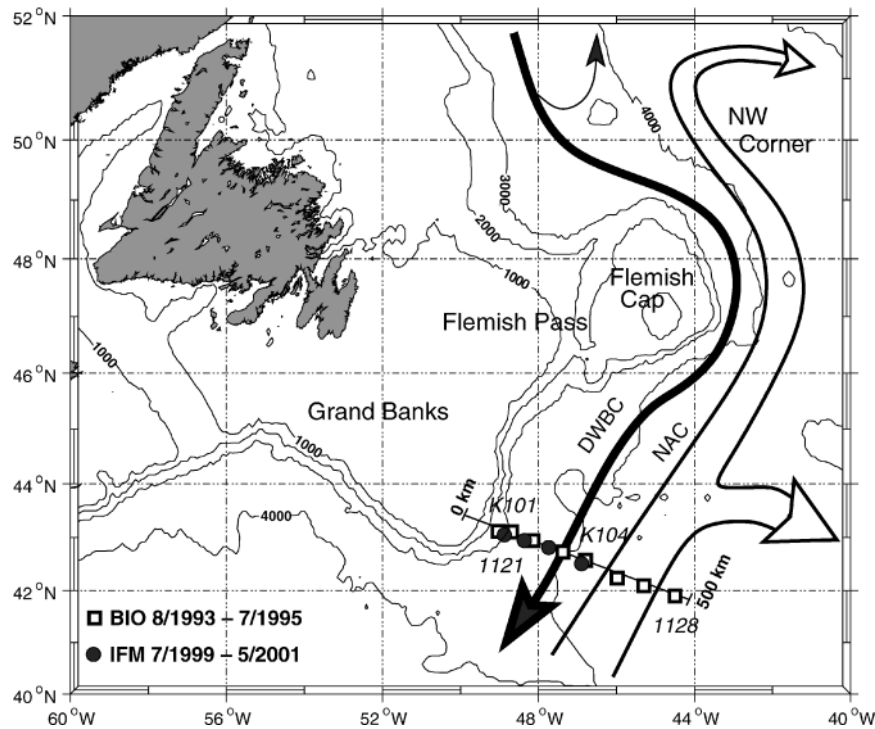 52°N
50°N
48°N
46°N
44°N
42°N
40°N
60°W
56°W
52°W
48°W
44°W
40°W
NW
Corner
4000
3000
2000
1000
Flemish
Cap
Flemish Pass
1000
Grand Banks
1000
DWBC
NAC
4000
0 km
K101
K104
1121
500 km
1128
BIO 8/1993 – 7/1995
IFM 7/1999 – 5/2001